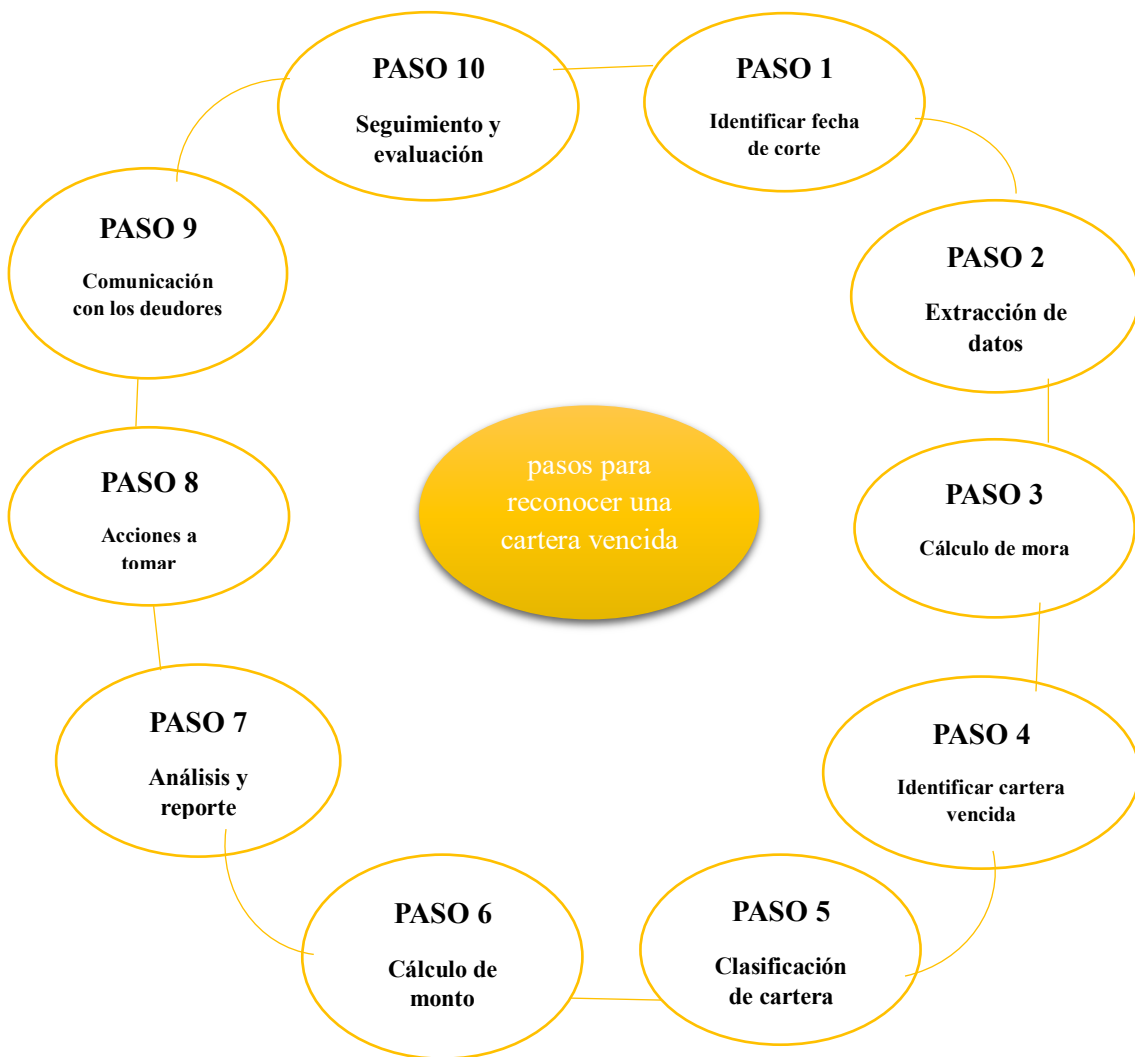 PASO 10
Seguimiento y
evaluación
PASO 1
Identificar fecha
de corte
PASO 9
Comunicación
con los deudores
PASO 2
Extracción de
datos
pasos para
reconocer una
cartera vencida
PASO 8
Acciones a
tomar
PASO 3
Cálculo de mora
PASO 7
Análisis y
reporte
PASO 4
Identificar cartera
vencida
PASO 6
Cálculo de
monto
PASO 5
Clasificación
de cartera